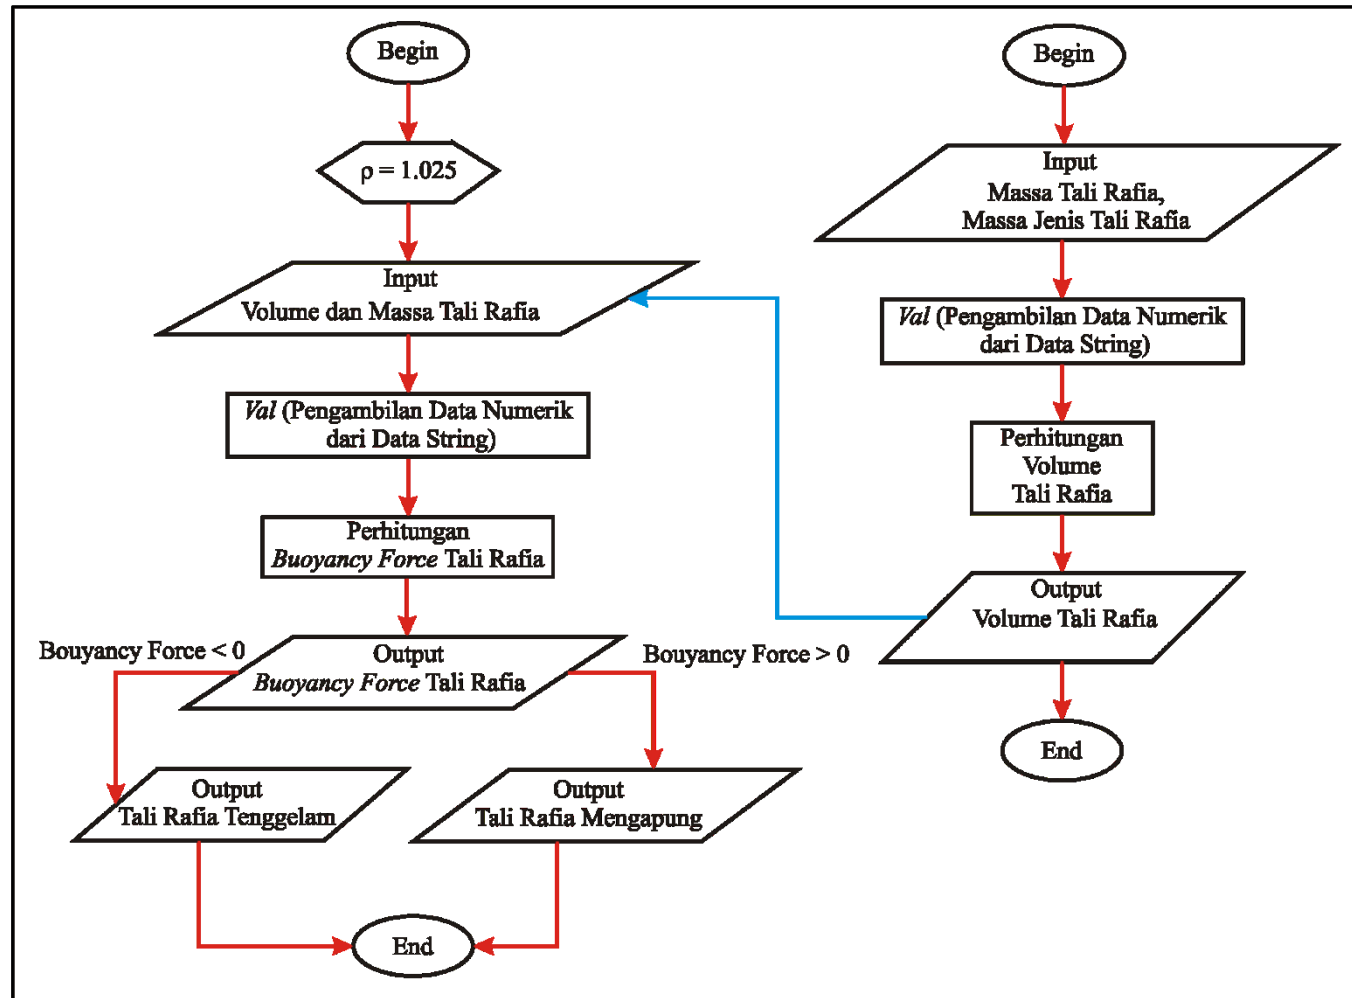 Begin
ρ = 1.025
Input
Volume dan Massa Tali Rafia
Val (Pengambilan Data Numerik
dari Data String)
Perhitungan
Buoyancy Force Tali Rafia
Bouyancy Force < 0
Output
Buoyancy Force Tali Rafia
Bouyancy Force > 0
Output
Tali Rafia Tenggelam
Output
Tali Rafia Mengapung
End
Begin
Input
Massa Tali Rafia,
Massa Jenis Tali Rafia
Val (Pengambilan Data Numerik
dari Data String)
Perhitungan
Volume
Tali Rafia
Output
Volume Tali Rafia
End